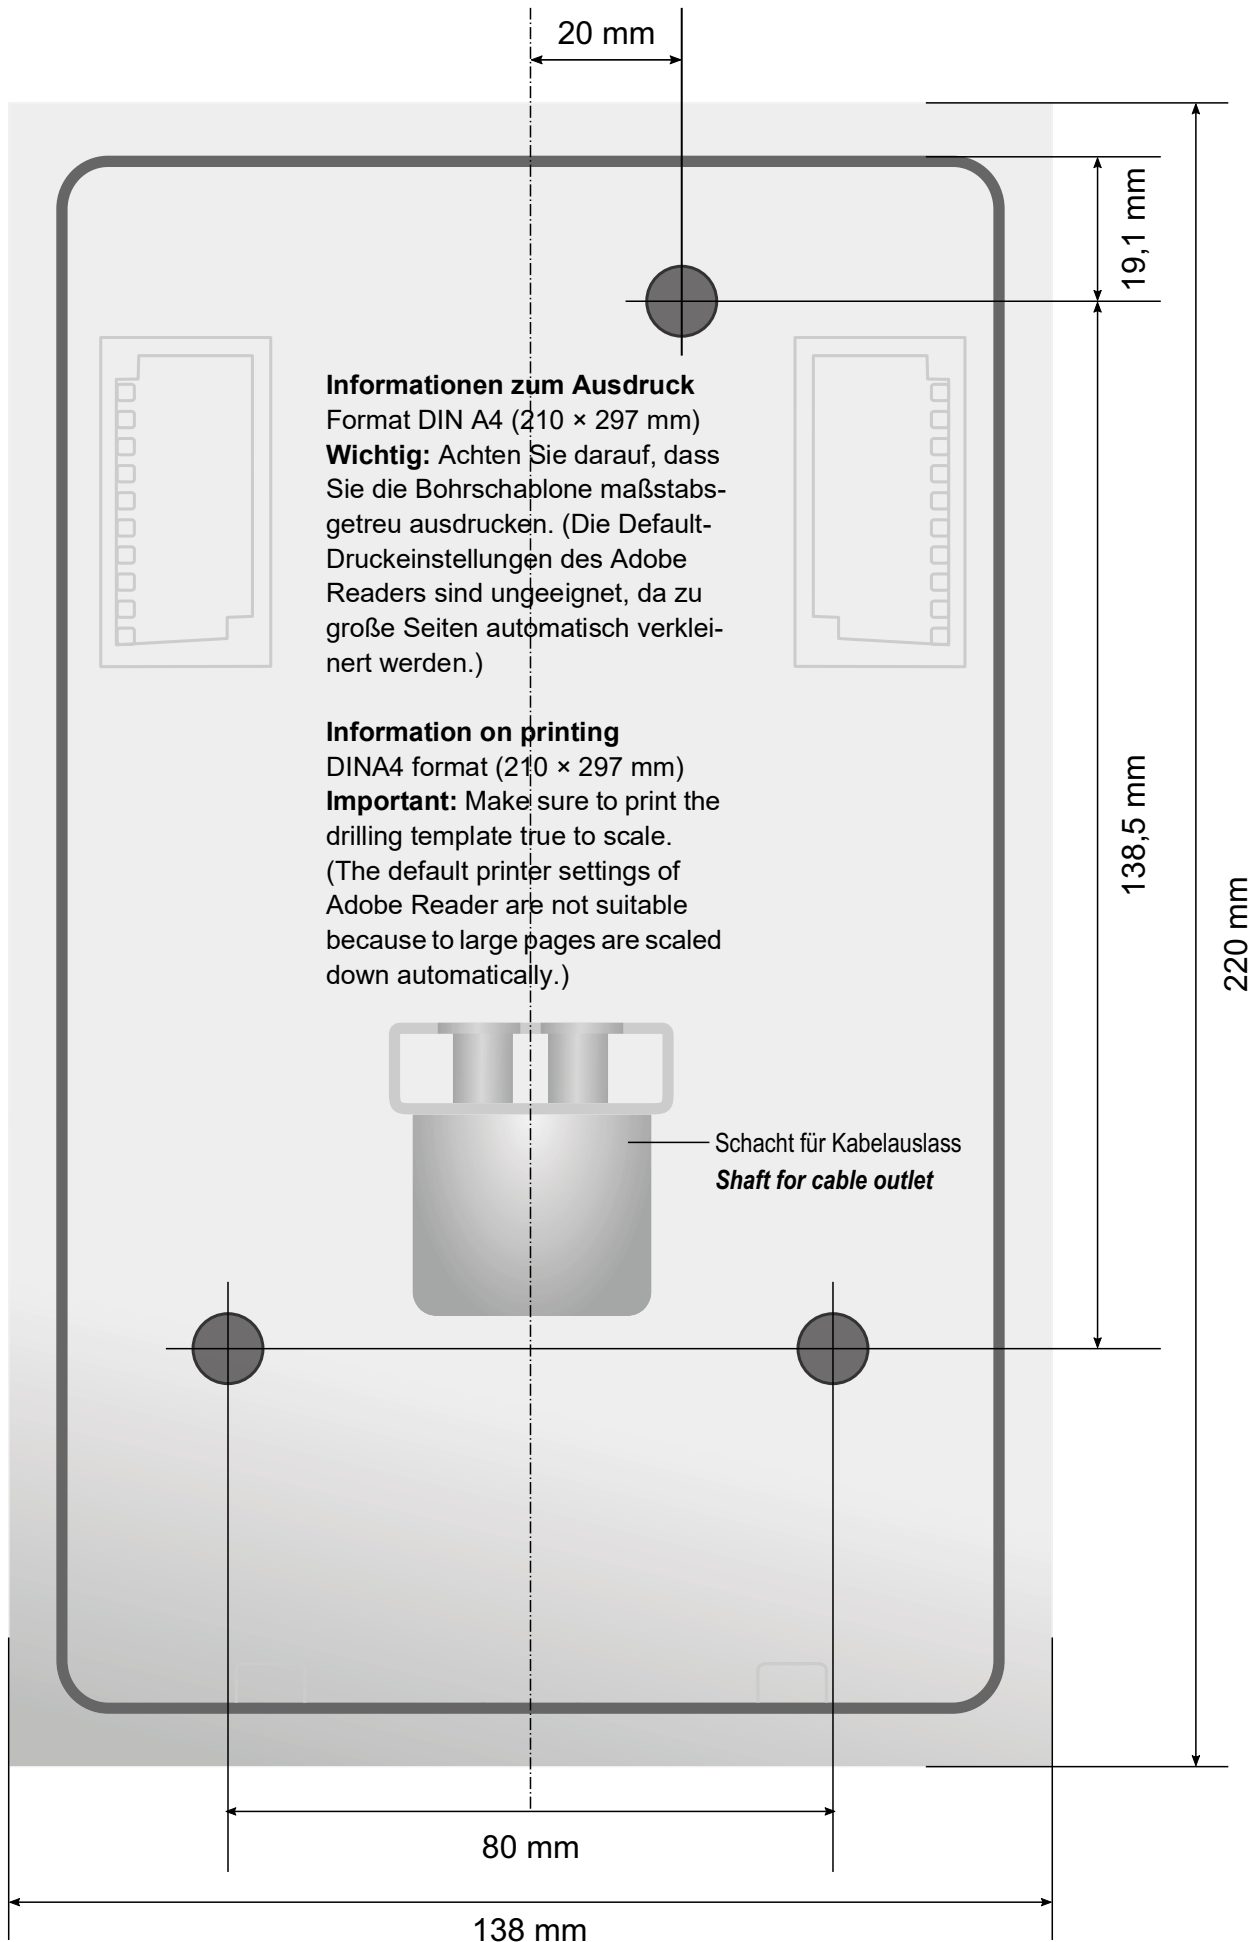 20 mm
19,1 mm
Informationen zum Ausdruck
Format DIN A4 (210 × 297 mm)
Wichtig: Achten Sie darauf, dass
Sie die Bohrschablone maßstabs-
getreu ausdrucken. (Die Default-
Druckeinstellungen des Adobe
Readers sind ungeeignet, da zu
große Seiten automatisch verklei-
nert werden.)
Information on printing
DINA4 format (210 × 297 mm)
Important: Make sure to print the
drilling template true to scale.
(The default printer settings of
Adobe Reader are not suitable
because to large pages are scaled
down automatically.)
138,5 mm
220 mm
Schacht für Kabelauslass
Shaft for cable outlet
80 mm
138 mm